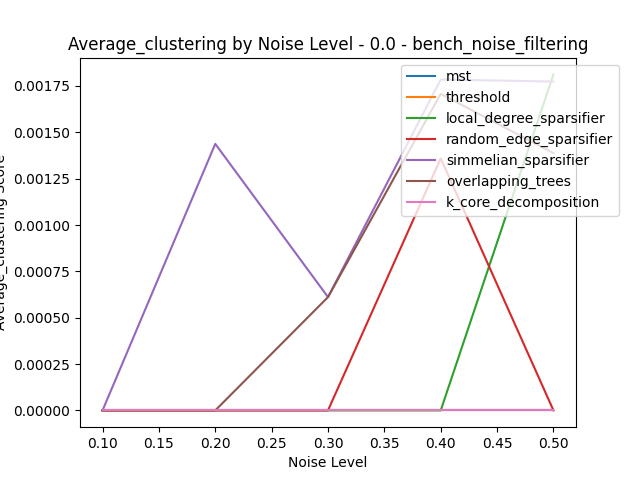 Average_clustering by Noise Level - 0.0 - bench_noise_filtering
mst
threshold
local_degree_sparsifier
random_edge_sparsifier
simmelian_sparsifier
overlapping_trees
k_core_decomposition
Average_clustering Score
0.00175
0.00150
0.00125
0.00100
0.00075
0.00050
0.00025
0.00000
0.10 0.15 0.20 0.25 0.30 0.35 0.40 0.45 0.50
Noise Level